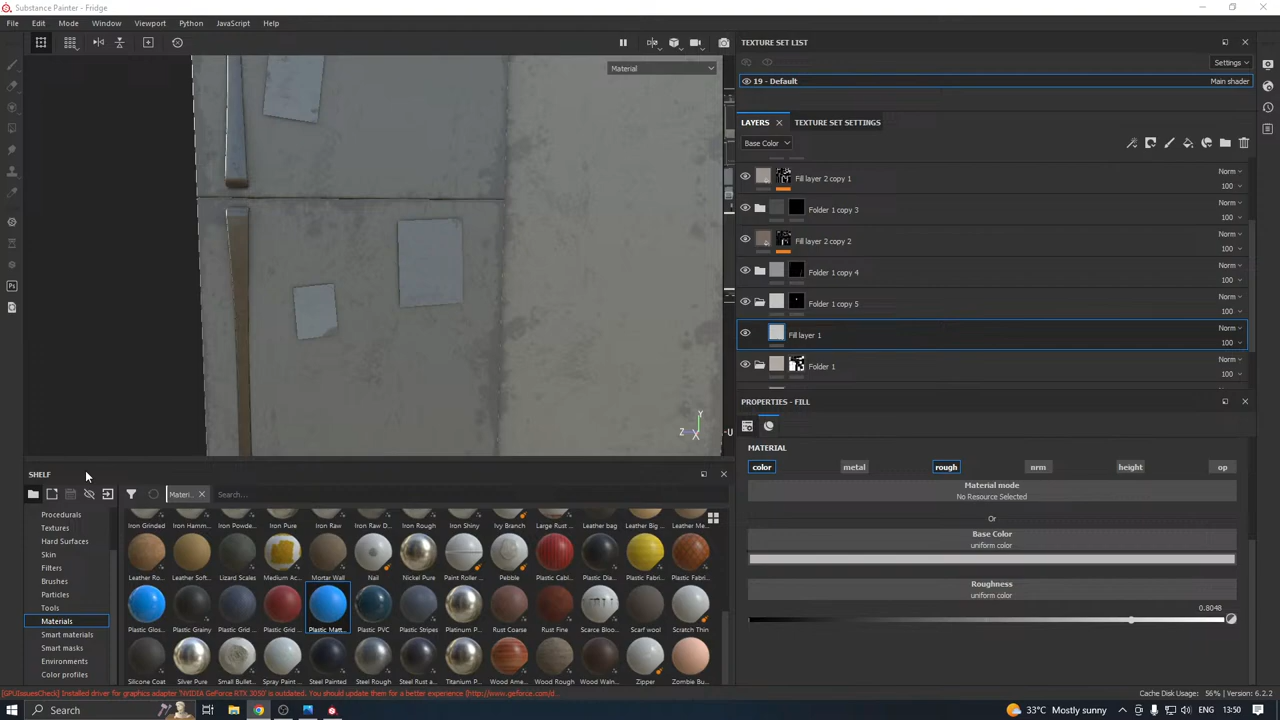 Substance Painter - Fridge
File Edit Mode Window Viewport Python JavaScript Help
Material
TEXTURE SET LIST
Settings
19 - Default Main shader
LAYERS TEXTURE SET SETTINGS
Base Color
Fill layer 2 copy 1 Norm 100
Folder 1 copy 3 Norm 100
Fill layer 2 copy 2 Norm 100
Folder 1 copy 4 Norm 100
Folder 1 copy 5 Norm 100
Fill layer 1 Norm 100
Folder 1 Norm 100
PROPERTIES - FILL
MATERIAL
color metal rough nrm height op
Material mode
No Resource Selected
Or
Base Color
uniform color
Roughness
uniform color
0.8048
Y
Z X
-U
SHELF
Materi... Search...
Procedurals
Textures
Hard Surfaces
Skin
Filters
Brushes
Particles
Tools
Materials
Smart materials
Smart masks
Environments
Color profiles
Iron Grinded Iron Hamm... Iron Powde... Iron Pure Iron Raw Iron Raw D... Iron Rough Iron Shiny Ivy Branch Large Rust ... Leather bag Leather Big ... Leather Me...
Leather Ro... Leather Soft... Lizard Scales Medium Ac... Mortar Wall Nail Nickel Pure Paint Roller ... Pebble Plastic Cabl... Plastic Dia... Plastic Fabri... Plastic Fabri...
Plastic Glos... Plastic Grainy Plastic Grid ... Plastic Grid ... Plastic Matt... Plastic PVC Plastic Stripes Platinum P... Rust Coarse Rust Fine Scarce Bloo... Scarf wool Scratch Thin
Silicone Coat Silver Pure Small Bullet... Spray Paint ... Steel Painted Steel Rough Steel Rust a... Titanium P... Wood Ame... Wood Rough Wood Waln... Zipper Zombie Bu...
[GPUIssuesCheck] Installed driver for graphics adapter 'NVIDIA GeForce RTX 3050' is outdated. You should update them for a better experience (http://www.geforce.com/d...
Cache Disk Usage: 56% | Version: 6.2.2
Search 33°C Mostly sunny ENG 13:50